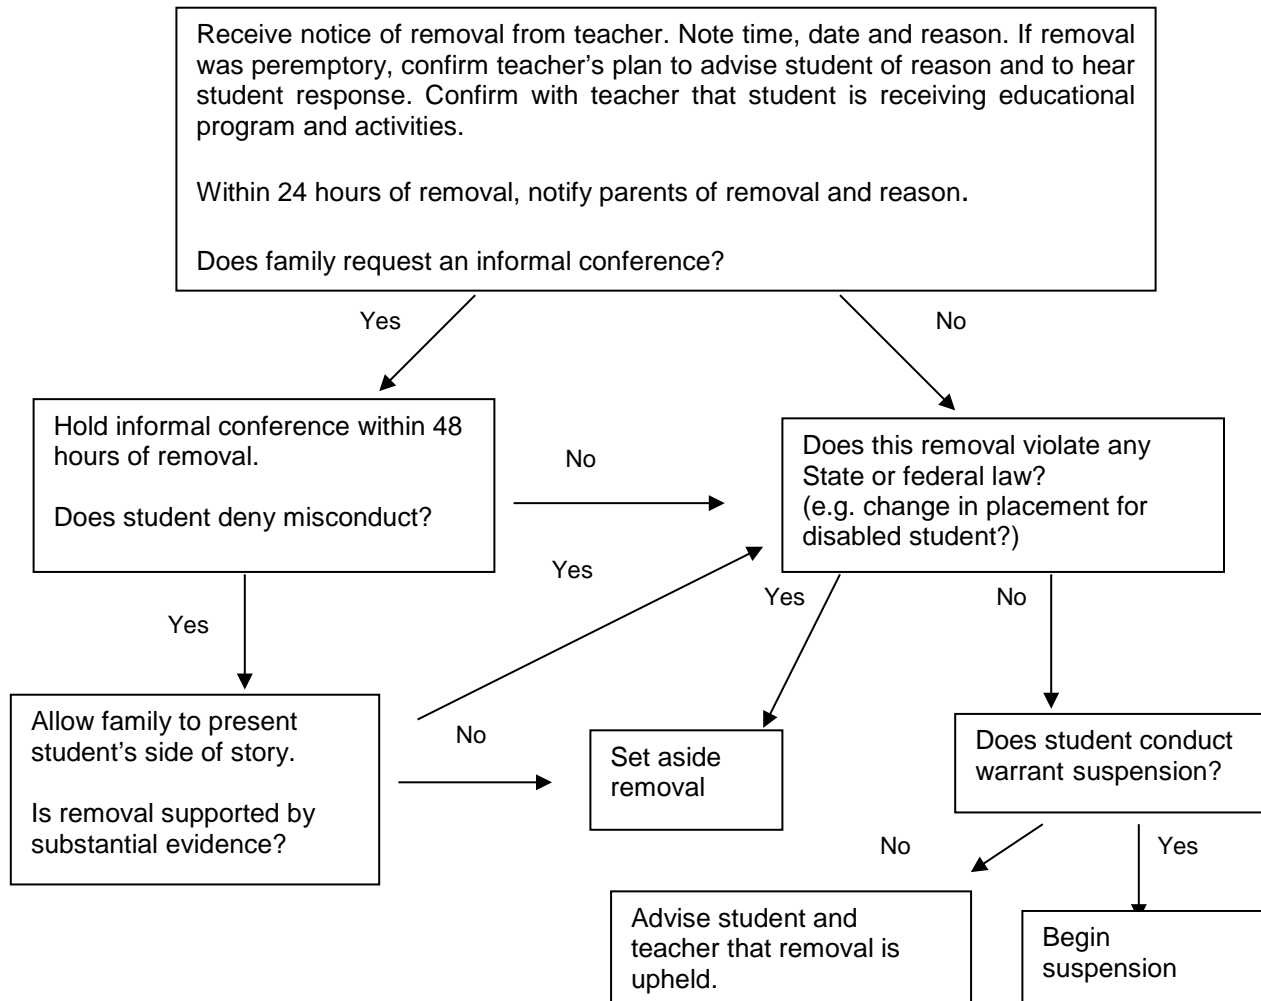 Receive notice of removal from teacher. Note time, date and reason. If removal
was peremptory, confirm teacher’s plan to advise student of reason and to hear
student response. Confirm with teacher that student is receiving educational
program and activities.
Within 24 hours of removal, notify parents of removal and reason.
Does family request an informal conference?
Yes
No
Hold informal conference within 48
hours of removal.
Does student deny misconduct?
No
Does this removal violate any
State or federal law?
(e.g. change in placement for
disabled student?)
Yes
Yes
Yes
No
Allow family to present
student’s side of story.
Is removal supported by
substantial evidence?
No
Set aside
removal
Does student conduct
warrant suspension?
No
Yes
Advise student and
teacher that removal is
upheld.
Begin
suspension